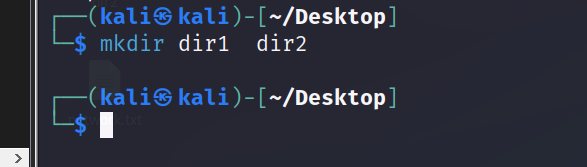 ┌──(kali㉿kali)-[~/Desktop]
└─$ mkdir dir1  dir2

┌──(kali㉿kali)-[~/Desktop]
└─$